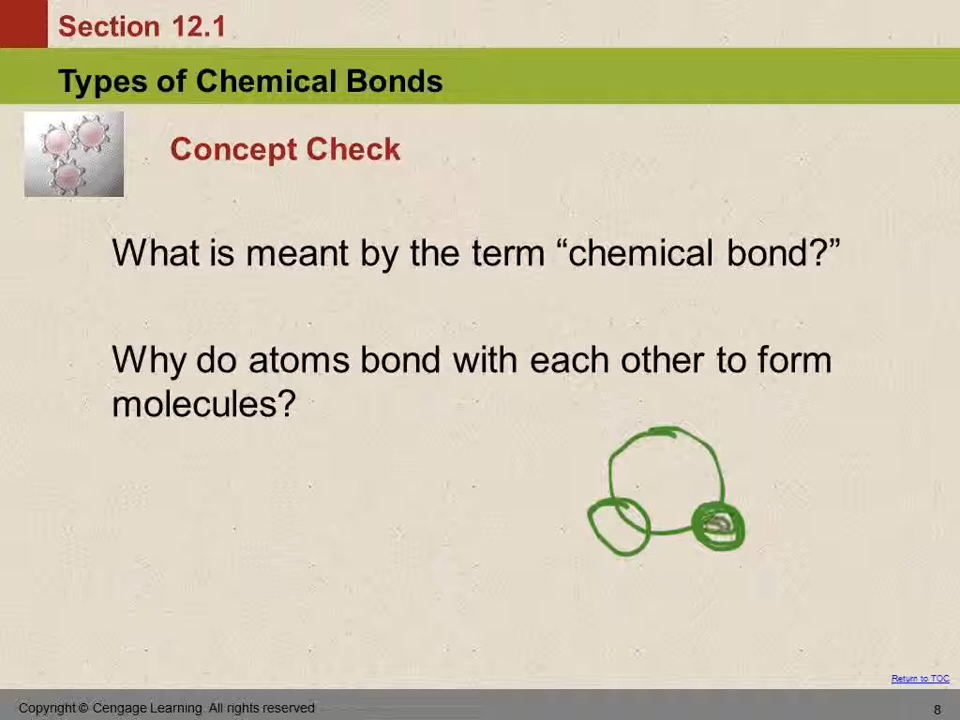 Section 12.1
Types of Chemical Bonds
Concept Check
What is meant by the term “chemical bond?”
Why do atoms bond with each other to form
molecules?
Return to TOC
Copyright © Cengage Learning. All rights reserved
8